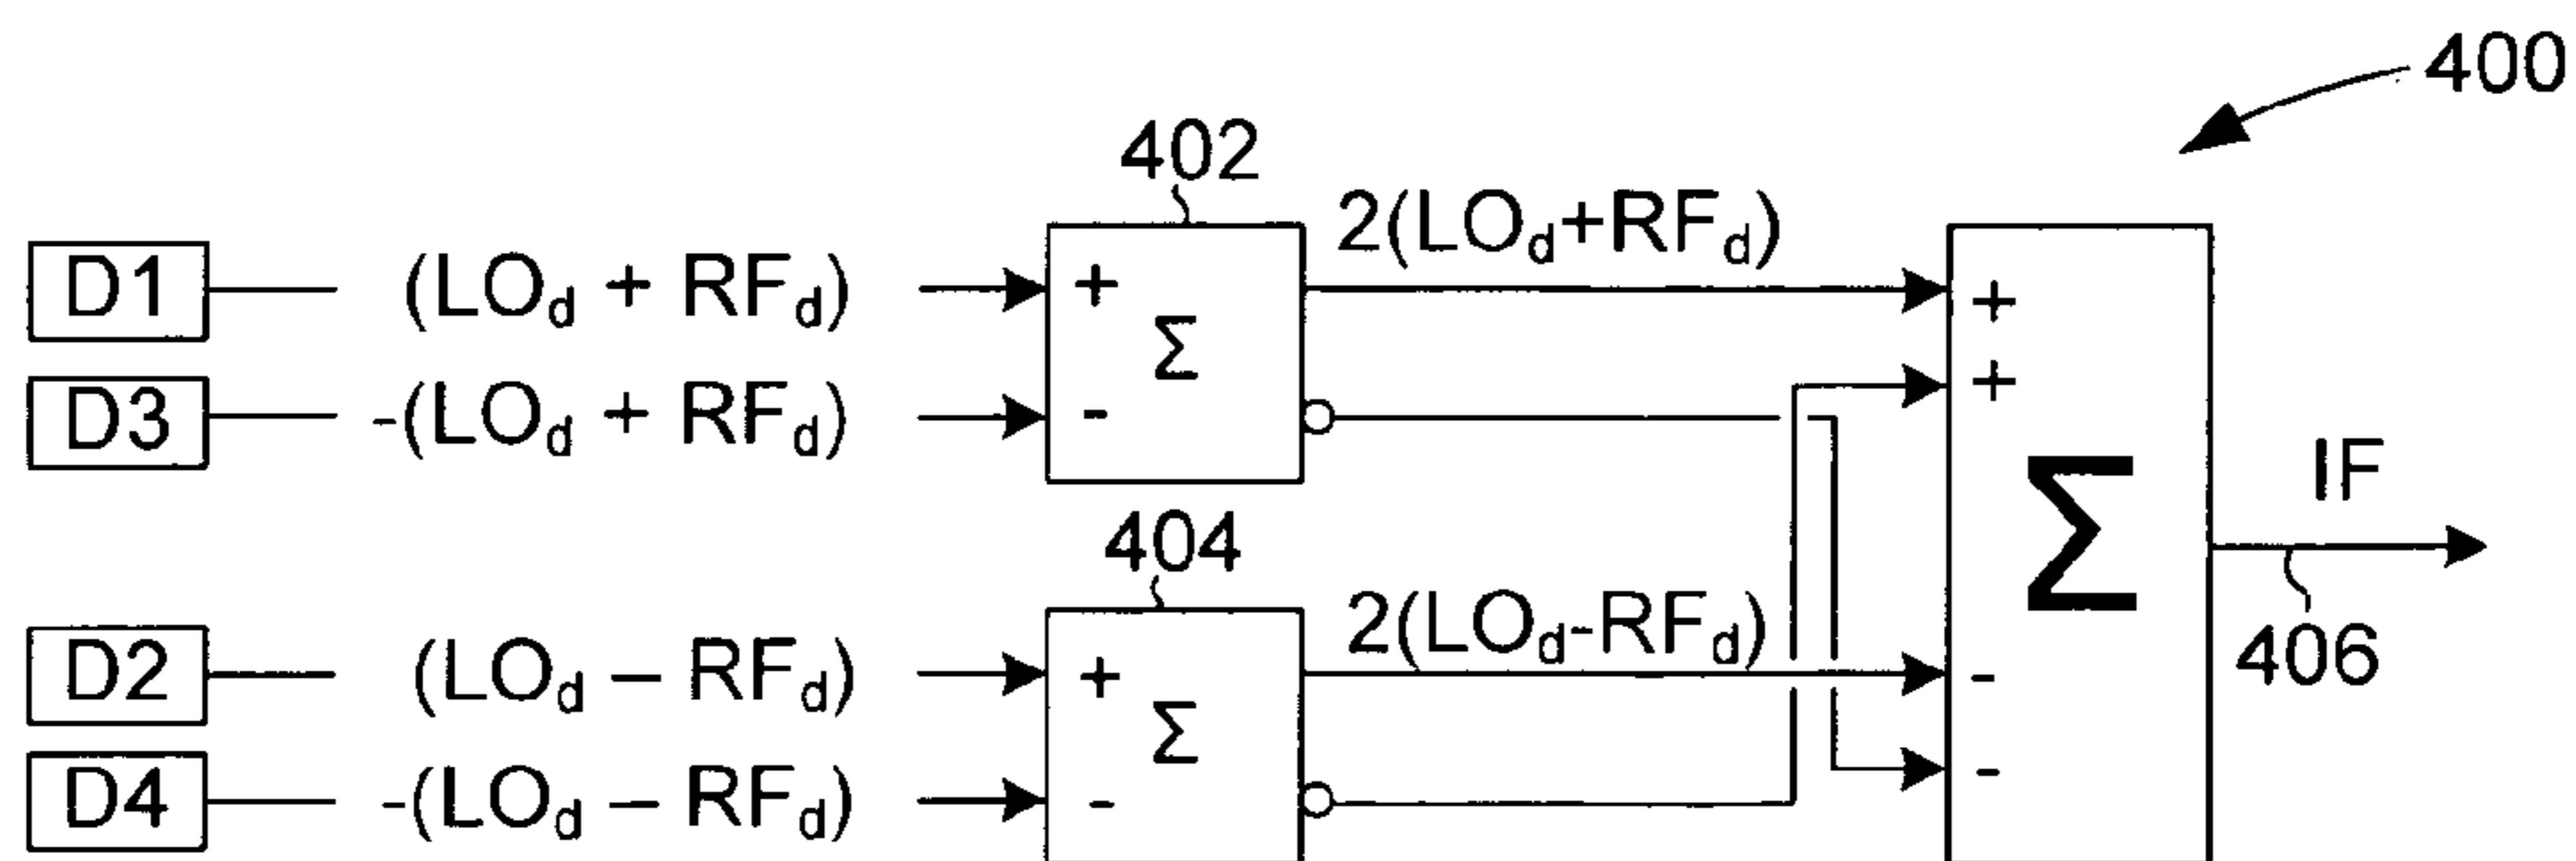 400
402
2(LOd+RFd)
D1 (LOd + RFd) + Σ +
D3 -(LOd + RFd) - +
Σ
IF
404
2(LOd-RFd)
406
D2 (LOd – RFd) + Σ -
D4 -(LOd – RFd) - -